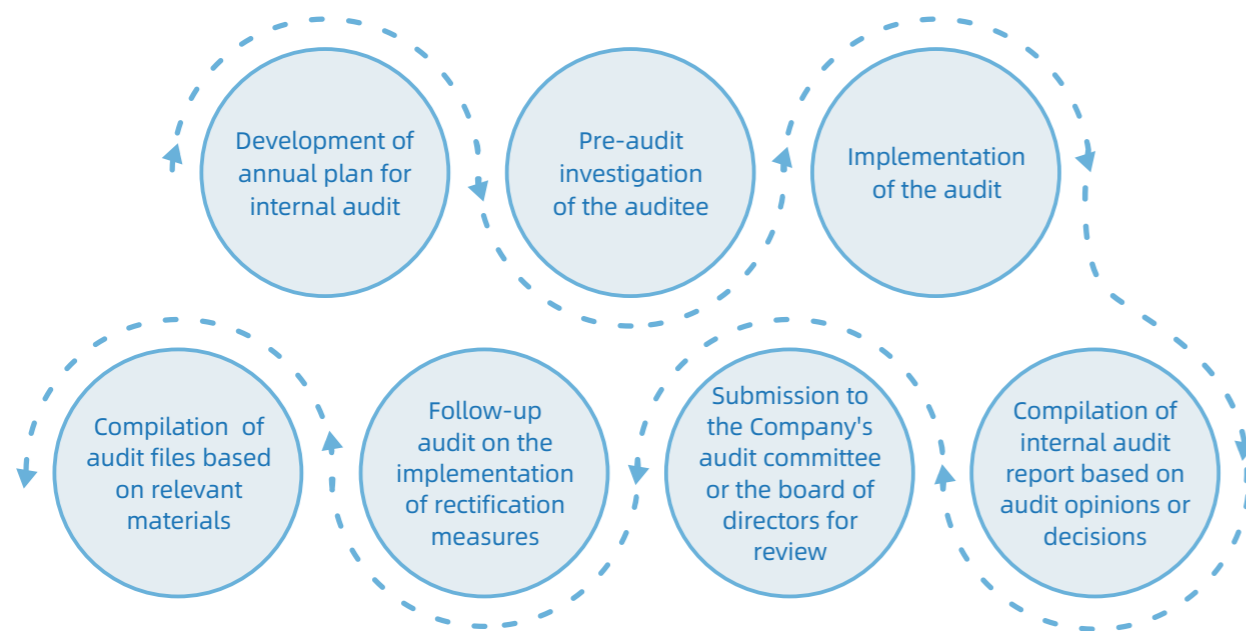 Development of
annual plan for
internal audit
Pre-audit
investigation
of the auditee
Implementation
of the audit
Compilation of
internal audit
report based on
audit opinions or
decisions
Submission to
the Company's
audit committee
or the board of
directors for
review
Follow-up
audit on the
implementation
of rectification
measures
Compilation of
audit files based
on relevant
materials